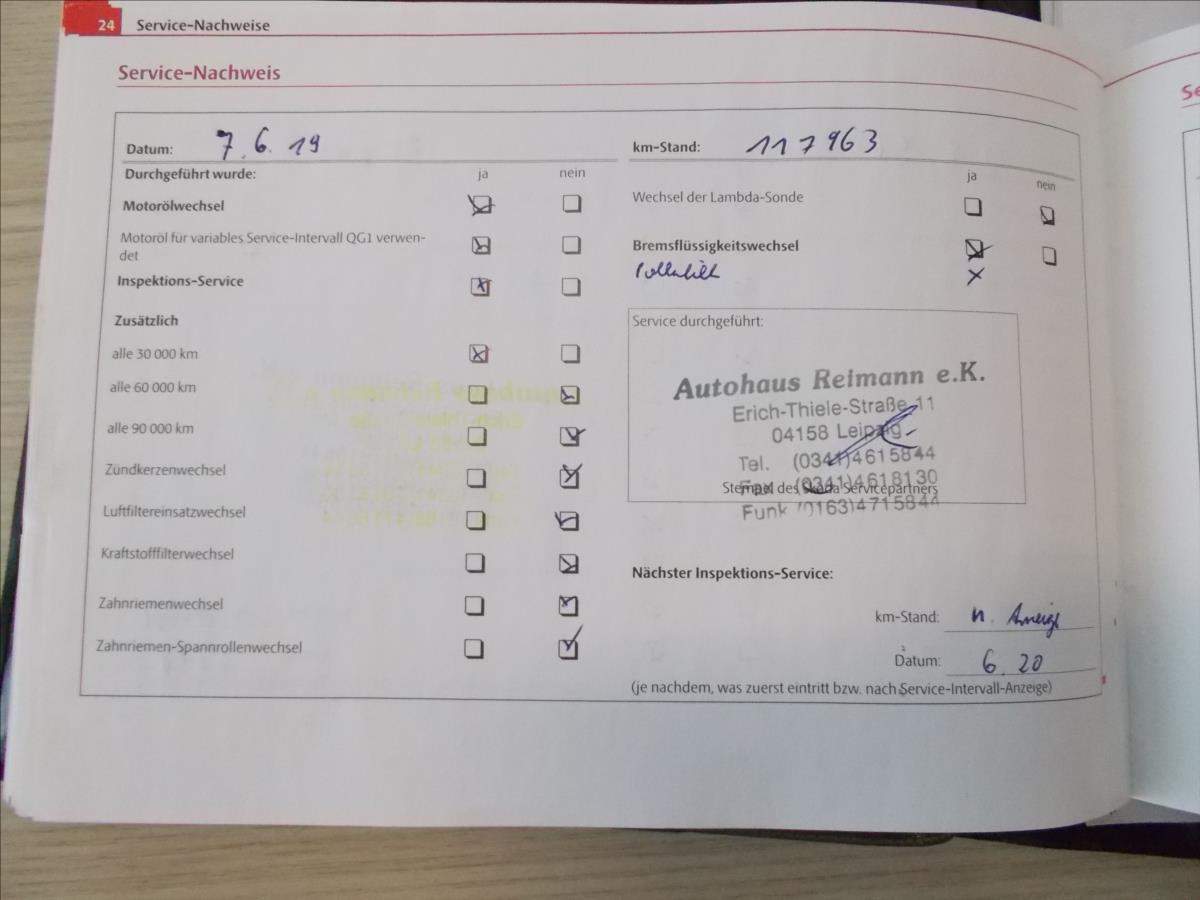 24 Service-Nachweise
Service-Nachweis
Datum: 7.6.19
Durchgeführt wurde: ja nein
Motorölwechsel
Motoröl für variables Service-Intervall QG1 verwen-
det
Inspektions-Service
Zusätzlich
alle 30 000 km
alle 60 000 km
alle 90 000 km
Zündkerzenwechsel
Luftfiltereinsatzwechsel
Kraftstofffilterwechsel
Zahnriemenwechsel
Zahnriemen-Spannrollenwechsel
km-Stand: 117963
ja nein
Wechsel der Lambda-Sonde
Bremsflüssigkeitswechsel
Service durchgeführt:
Autohaus Reimann e.K.
Erich-Thiele-Straße 11
04158 Leipzig
Tel. (0341)4615844
Fax (0341)4618130
Stempel des Skoda Servicepartners
Funk (0163)4715844
Nächster Inspektions-Service:
km-Stand: n. Anzeige
Datum: 6.20
(je nachdem, was zuerst eintritt bzw. nach Service-Intervall-Anzeige)
Se